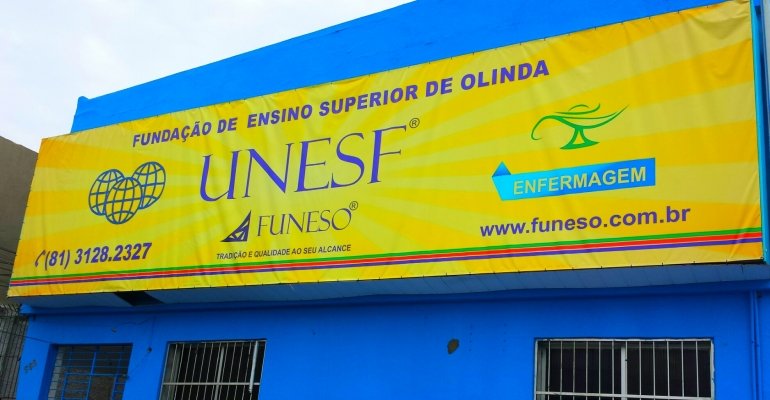 FUNDAÇÃO DE ENSINO SUPERIOR DE OLINDA
UNESF®
ENFERMAGEM
FUNESO®
TRADIÇÃO E QUALIDADE AO SEU ALCANCE
(81) 3128.2327
www.funeso.com.br